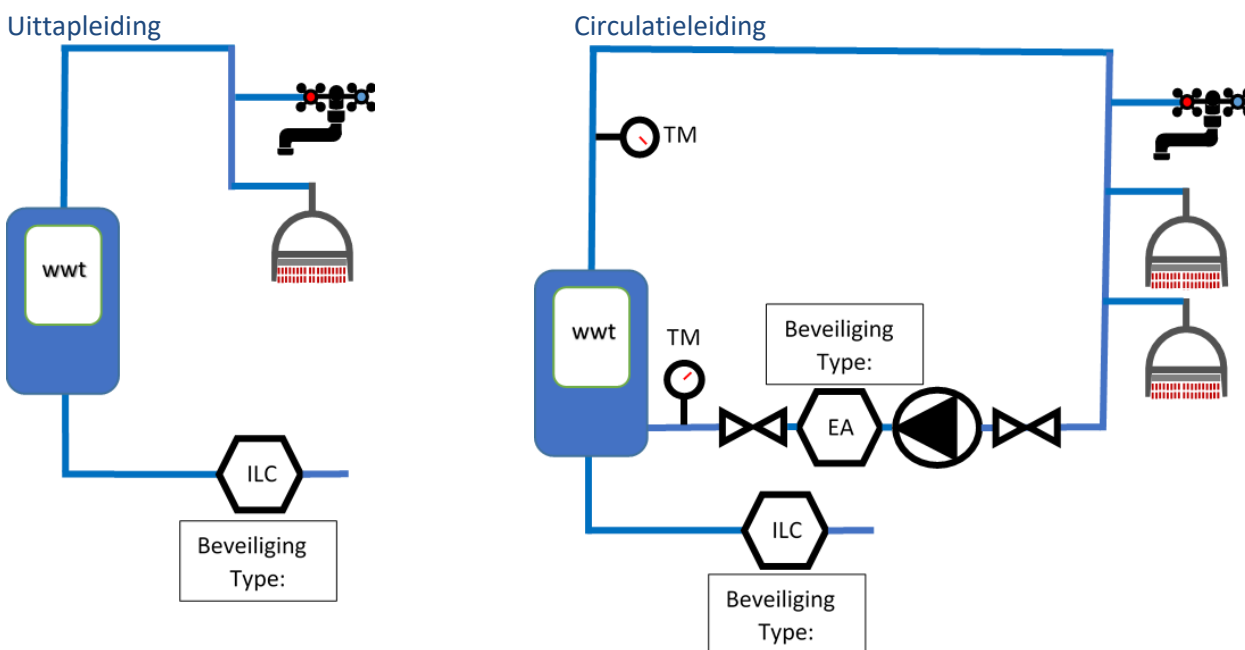 Uittapleiding
wwt
ILC
Beveiliging
Type:
Circulatieleiding
TM
wwt
TM
Beveiliging
Type:
EA
ILC
Beveiliging
Type: